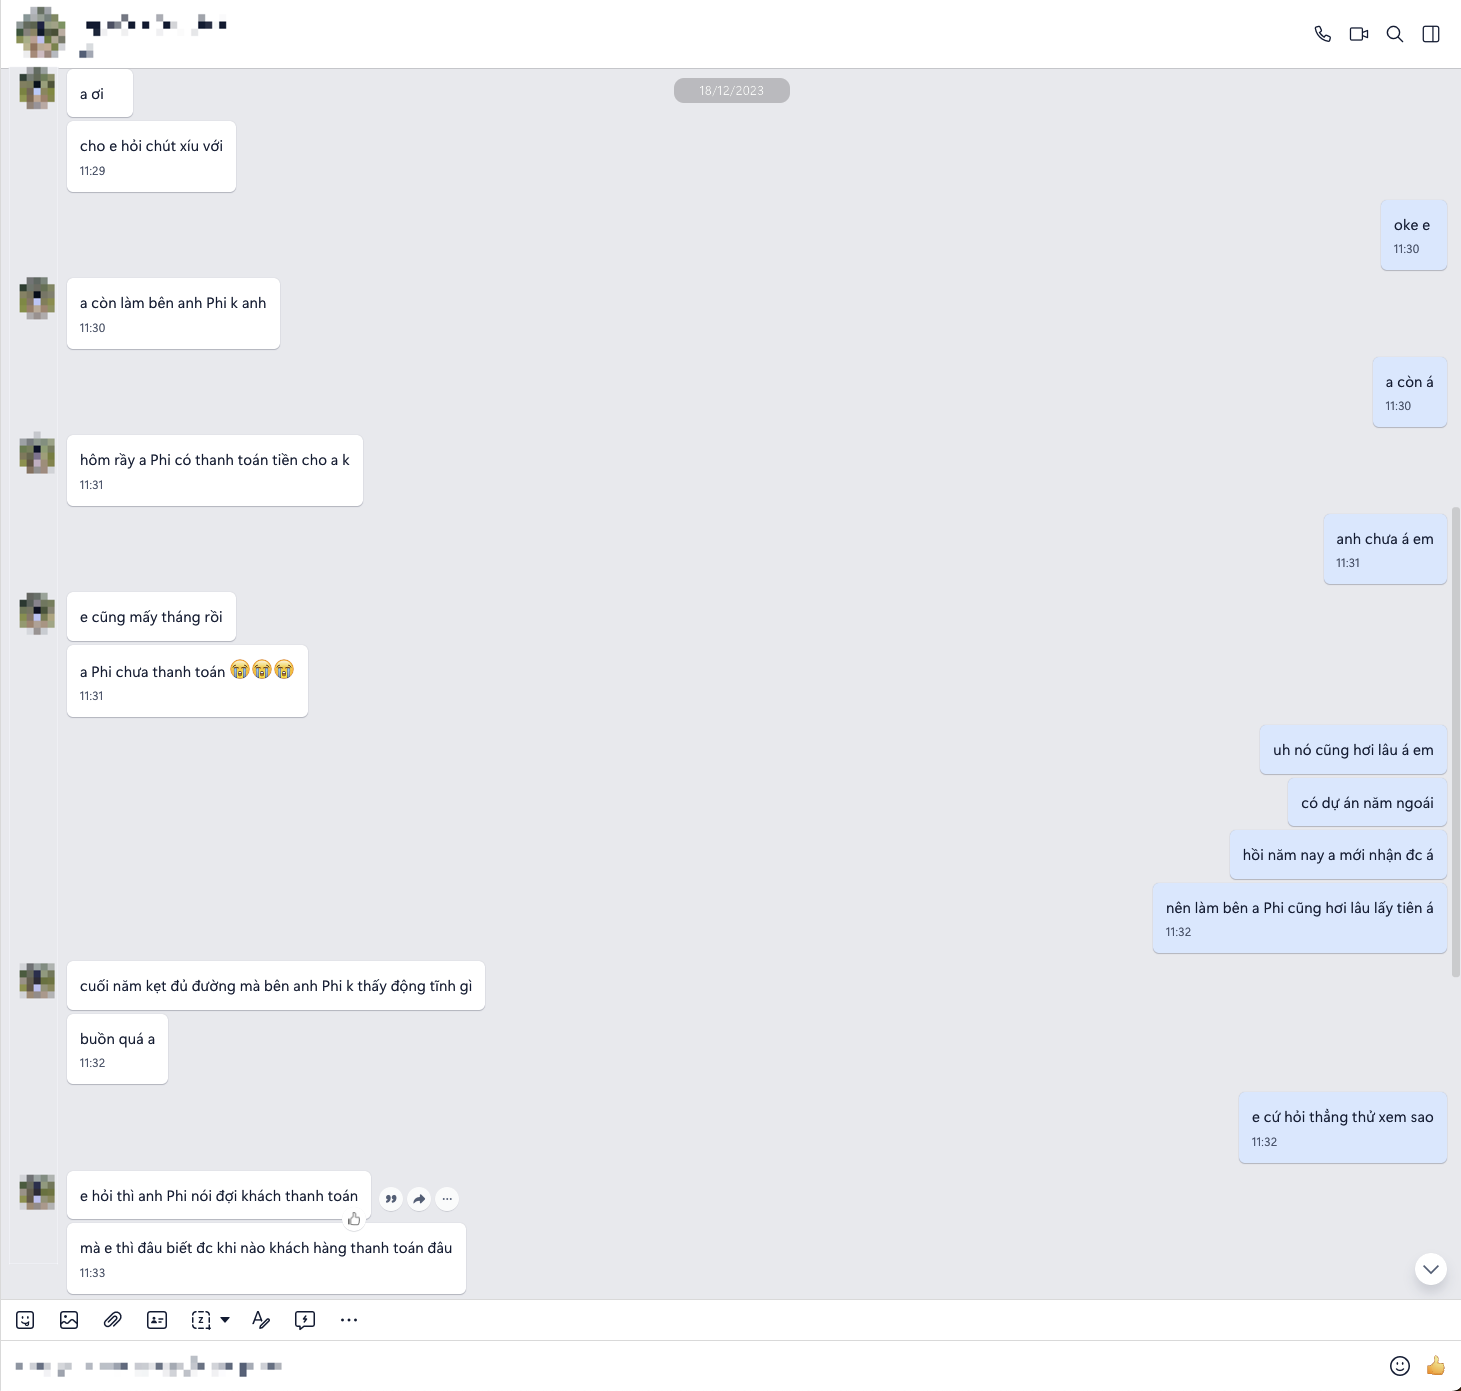 18/12/2023
a ơi
cho e hỏi chút xíu với
11:29
oke e
11:30
a còn làm bên anh Phi k anh
11:30
a còn á
11:30
hôm rầy a Phi có thanh toán tiền cho a k
11:31
anh chưa á em
11:31
e cũng mấy tháng rồi
a Phi chưa thanh toán 😭😭😭
11:31
uh nó cũng hơi lâu á em
có dự án năm ngoái
hồi năm nay a mới nhận đc á
nên làm bên a Phi cũng hơi lâu lấy tiên á
11:32
cuối năm kẹt đủ đường mà bên anh Phi k thấy động tĩnh gì
buồn quá a
11:32
e cứ hỏi thẳng thử xem sao
11:32
e hỏi thì anh Phi nói đợi khách thanh toán
mà e thì đâu biết đc khi nào khách hàng thanh toán đâu
11:33